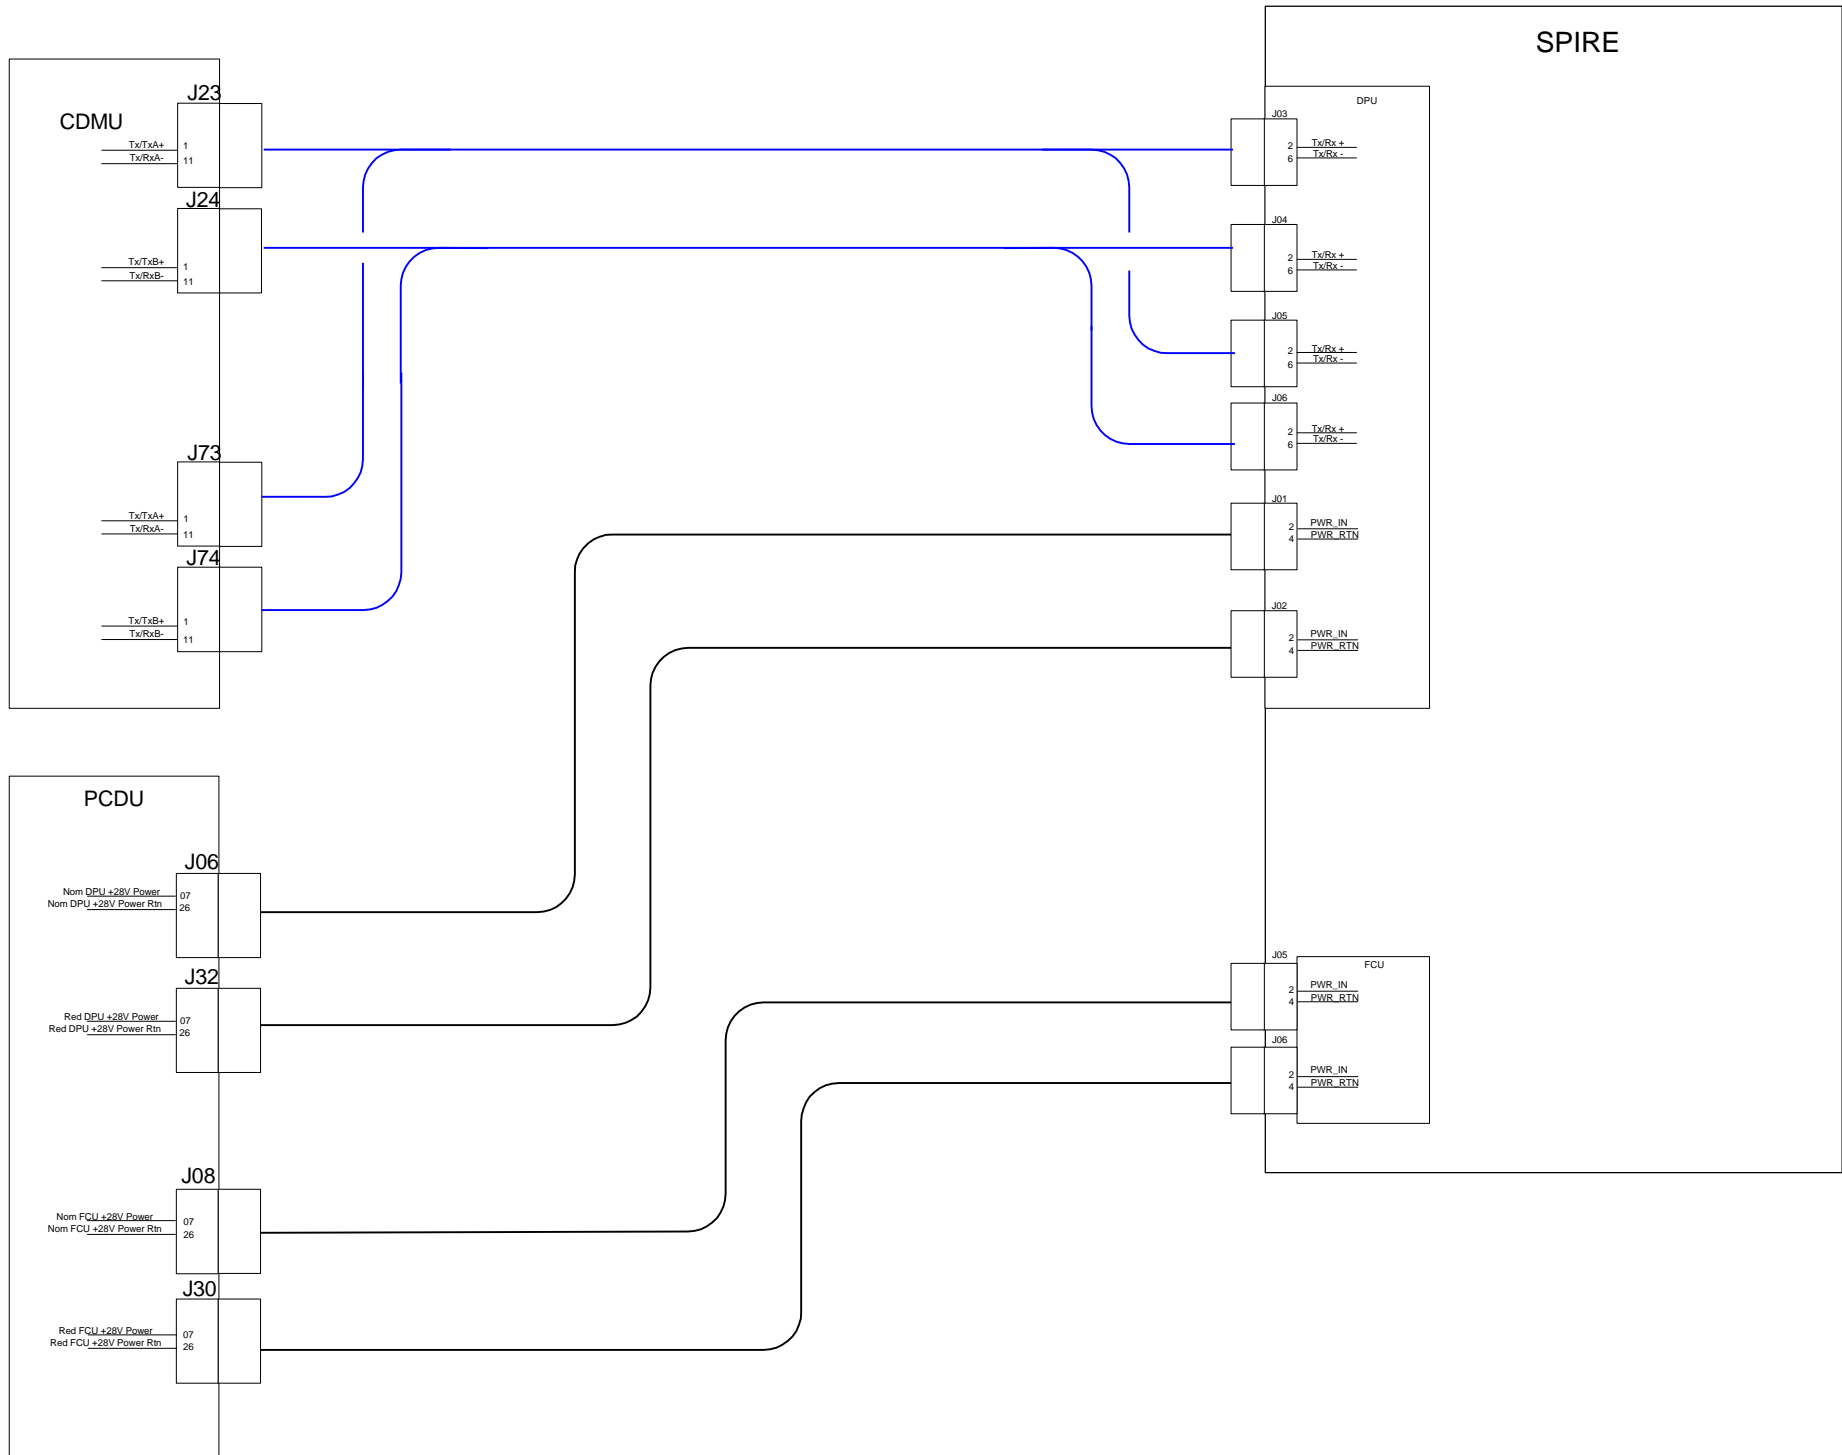 SPIRE
CDMU
J23
Tx/TxA+
1
Tx/RxA-
11
J24
Tx/TxB+
1
Tx/RxB-
11
J73
Tx/TxA+
1
Tx/RxA-
11
J74
Tx/TxB+
1
Tx/RxB-
11
PCDU
J06
Nom DPU +28V Power
07
Nom DPU +28V Power Rtn
26
J32
Red DPU +28V Power
07
Red DPU +28V Power Rtn
26
J08
Nom FCU +28V Power
07
Nom FCU +28V Power Rtn
26
J30
Red FCU +28V Power
07
Red FCU +28V Power Rtn
26
DPU
J03
2
Tx/Rx +
6
Tx/Rx -
J04
2
Tx/Rx +
6
Tx/Rx -
J05
2
Tx/Rx +
6
Tx/Rx -
J06
2
Tx/Rx +
6
Tx/Rx -
J01
2
PWR_IN
4
PWR_RTN
J02
2
PWR_IN
4
PWR_RTN
J05
FCU
2
PWR_IN
4
PWR_RTN
J06
2
PWR_IN
4
PWR_RTN